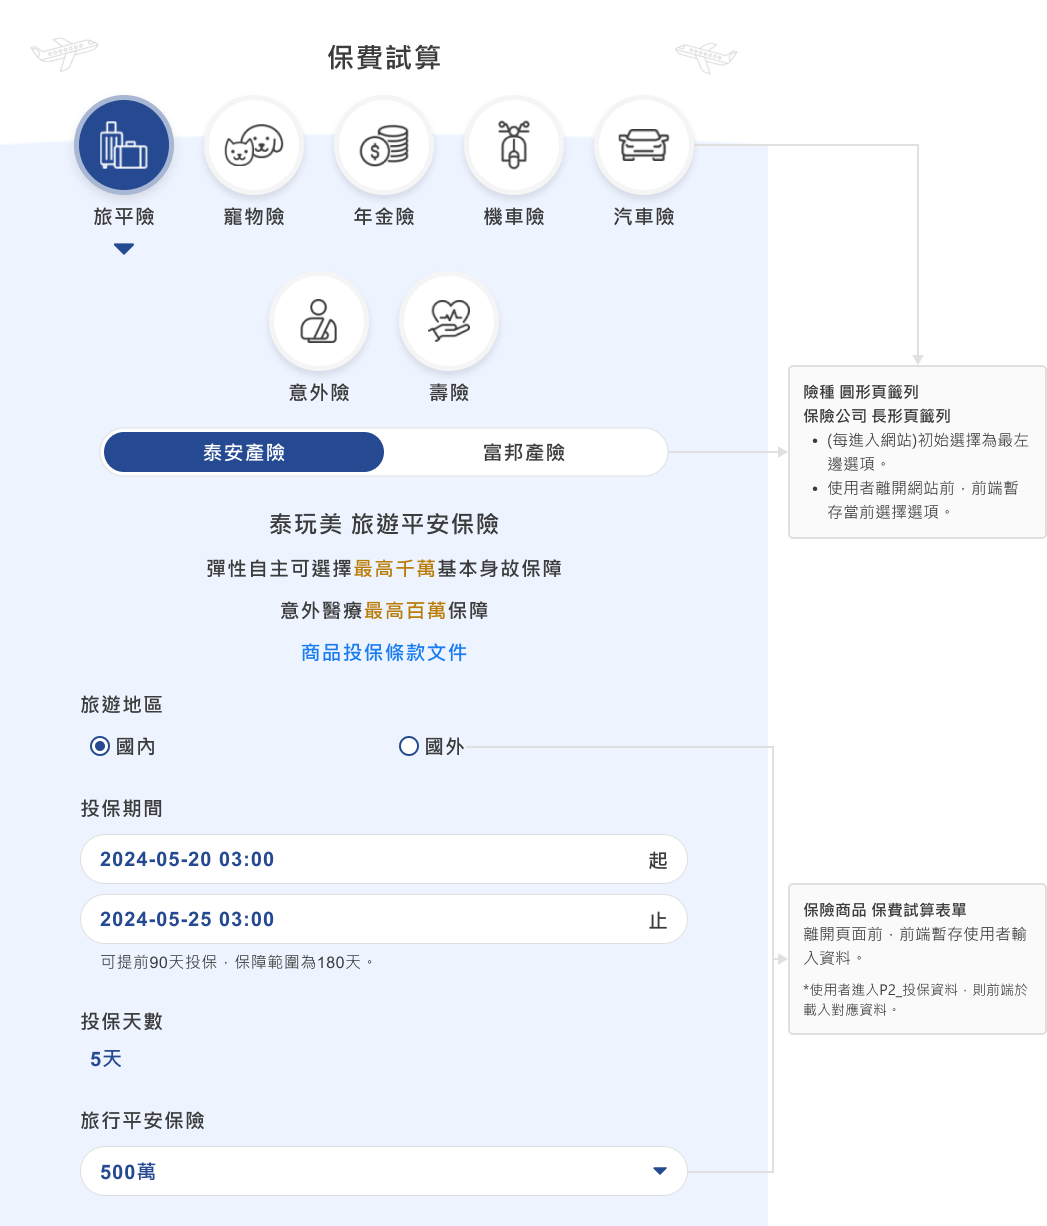 保費試算
旅平險
寵物險
年金險
機車險
汽車險
意外險
壽險
泰安產險
富邦產險
險種 圓形頁籤列
保險公司 長形頁籤列
• (每進入網站)初始選擇為最左
邊選項。
• 使用者離開網站前，前端暫
存當前選擇選項。
泰玩美 旅遊平安保險
彈性自主可選擇最高千萬基本身故保障
意外醫療最高百萬保障
商品投保條款文件
旅遊地區
國內
國外
投保期間
2024-05-20 03:00 起
2024-05-25 03:00 止
可提前90天投保，保障範圍為180天。
保險商品 保費試算表單
離開頁面前，前端暫存使用者輸
入資料。
*使用者進入P2_投保資料，則前端於
載入對應資料。
投保天數
5天
旅行平安保險
500萬